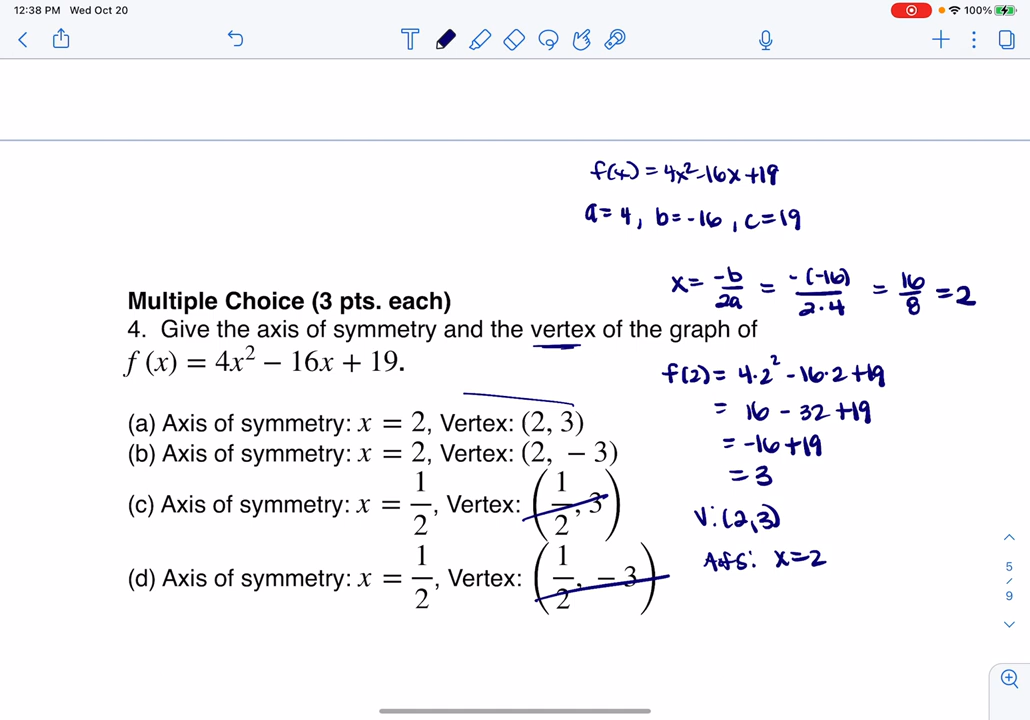 12:38 PM Wed Oct 20
100%
f(x) = 4x² - 16x + 19
a = 4, b = -16, c = 19
x = -b/2a = -(-16)/2·4 = 16/8 = 2
Multiple Choice (3 pts. each)
4. Give the axis of symmetry and the vertex of the graph of
f (x) = 4x² − 16x + 19.
f(2) = 4·2² - 16·2 + 19
= 16 - 32 + 19
= -16 + 19
= 3
V: (2,3)
AofS: x = 2
(a) Axis of symmetry: x = 2, Vertex: (2, 3)
(b) Axis of symmetry: x = 2, Vertex: (2, − 3)
(c) Axis of symmetry: x = 1/2, Vertex: (1/2, 3)
(d) Axis of symmetry: x = 1/2, Vertex: (1/2, − 3)
5
/
9